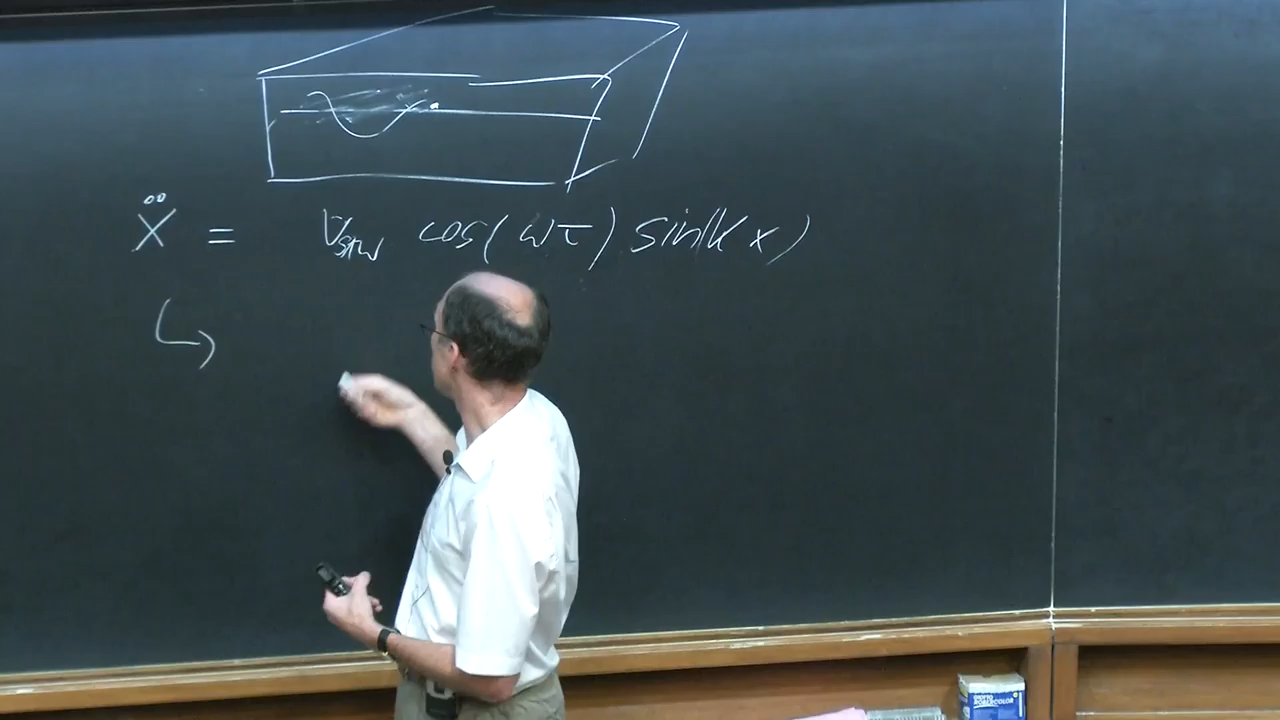 ẍ = V_STW cos(ωτ) sin(kx)